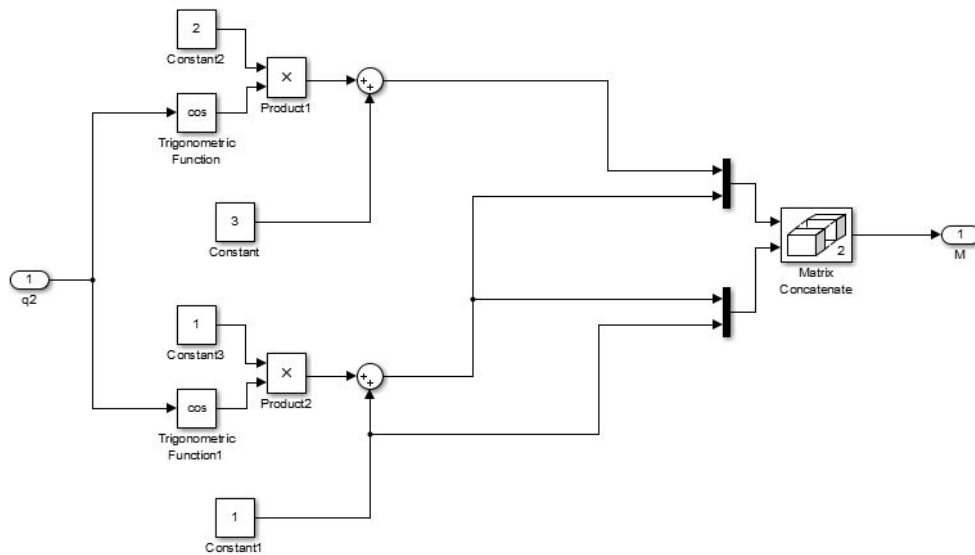 2
Constant2
×
Product1
+
+
cos
Trigonometric
Function
3
Constant
1
q2
2
Matrix
Concatenate
1
M
1
Constant3
×
Product2
+
+
cos
Trigonometric
Function1
1
Constant1